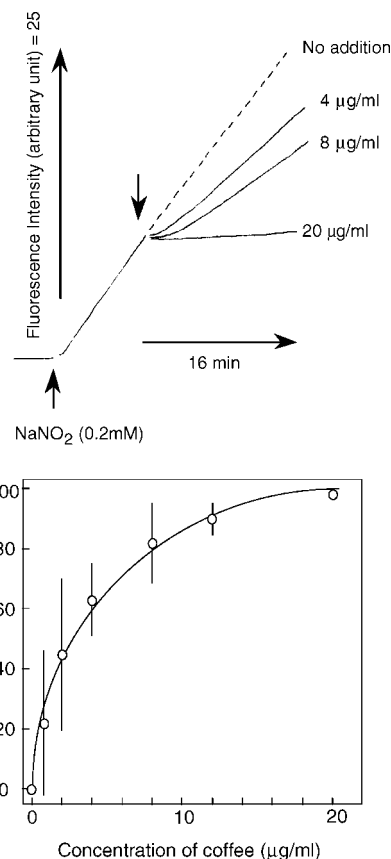 Fluorescence Intensity (arbitrary unit) = 25
No addition
4 µg/ml
8 µg/ml
20 µg/ml
16 min
NaNO₂ (0.2mM)
00
80
60
40
20
0
0
10
20
Concentration of coffee (µg/ml)